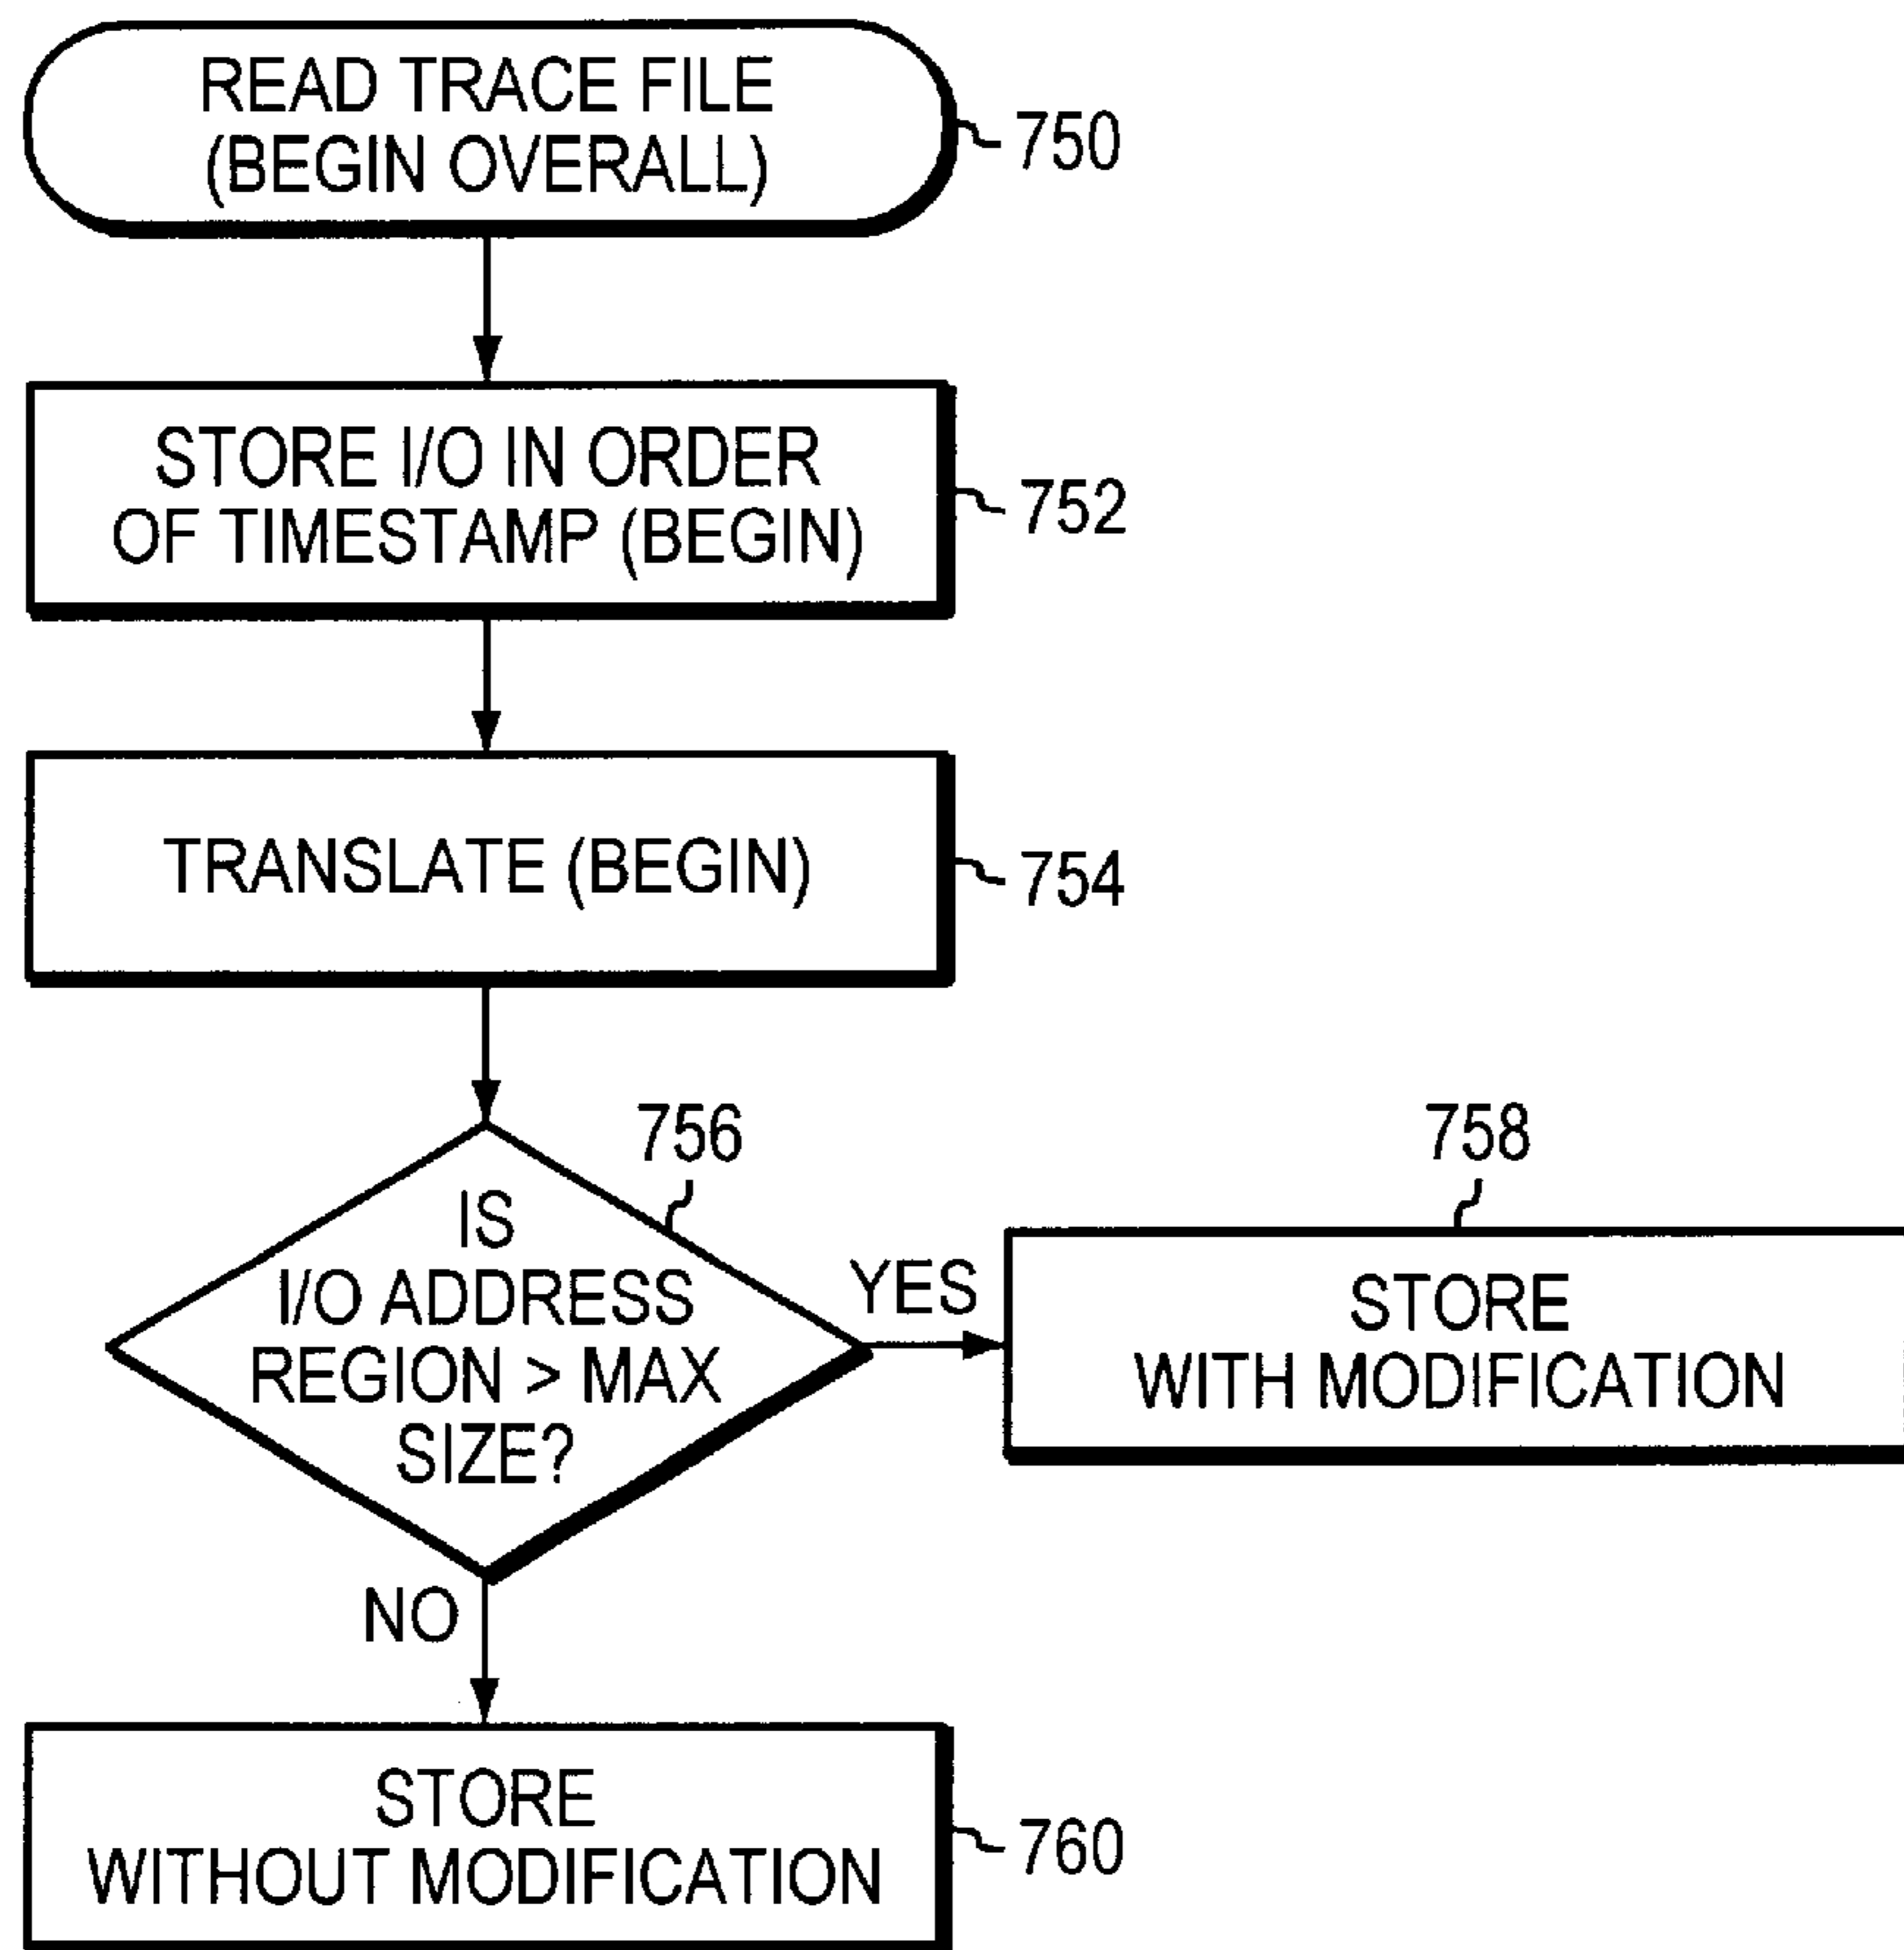 READ TRACE FILE
(BEGIN OVERALL)
750
STORE I/O IN ORDER
OF TIMESTAMP (BEGIN)
752
TRANSLATE (BEGIN)
754
756
IS
I/O ADDRESS
REGION > MAX
SIZE?
YES
758
STORE
WITH MODIFICATION
NO
STORE
WITHOUT MODIFICATION
760